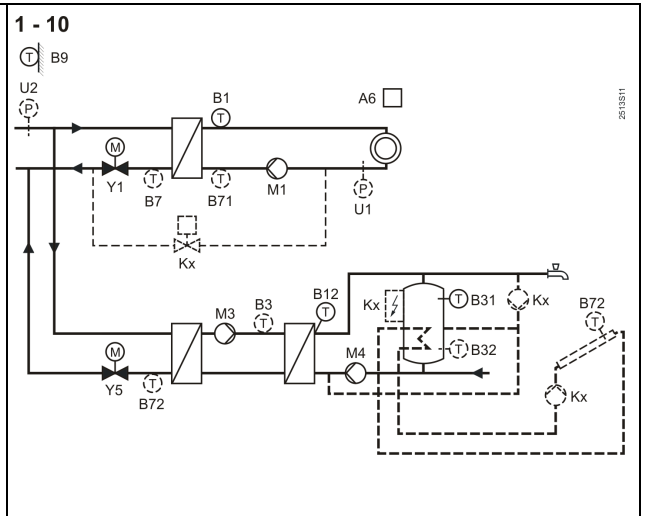 1 - 10
T B9
U2
P
B1
T
A6
2513S11
M
Y1
T
B7
T
B71
M1
P
U1
Kx
M3
B3
T
B12
T
Kx
T B31
Kx
B72
T
M4
T B32
M
Y5
T
B72
Kx